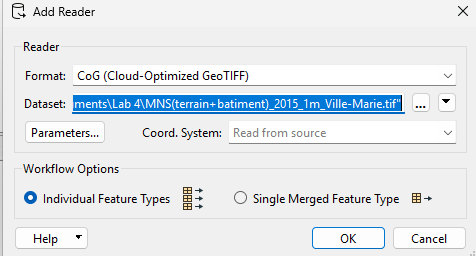 Add Reader
Reader
Format: CoG (Cloud-Optimized GeoTIFF)
Dataset: ments\Lab 4\MNS(terrain+batiment)_2015_1m_Ville-Marie.tif" ...
Parameters... Coord. System: Read from source
Workflow Options
Individual Feature Types Single Merged Feature Type
Help OK Cancel